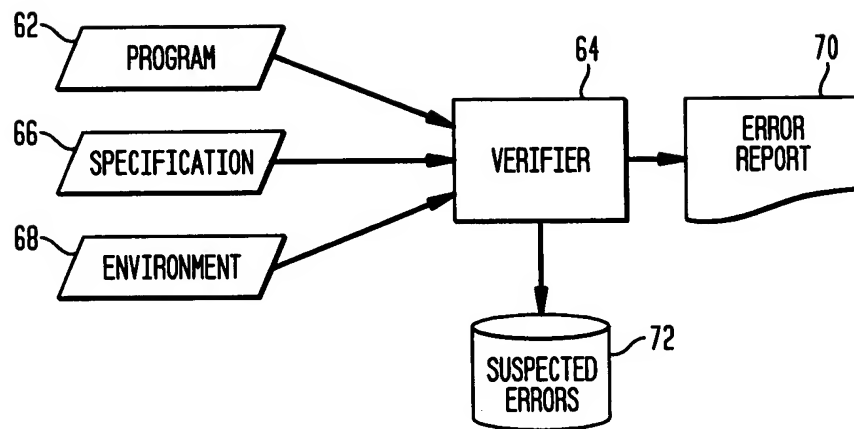 62
PROGRAM
66
SPECIFICATION
68
ENVIRONMENT
64
VERIFIER
70
ERROR
REPORT
72
SUSPECTED
ERRORS